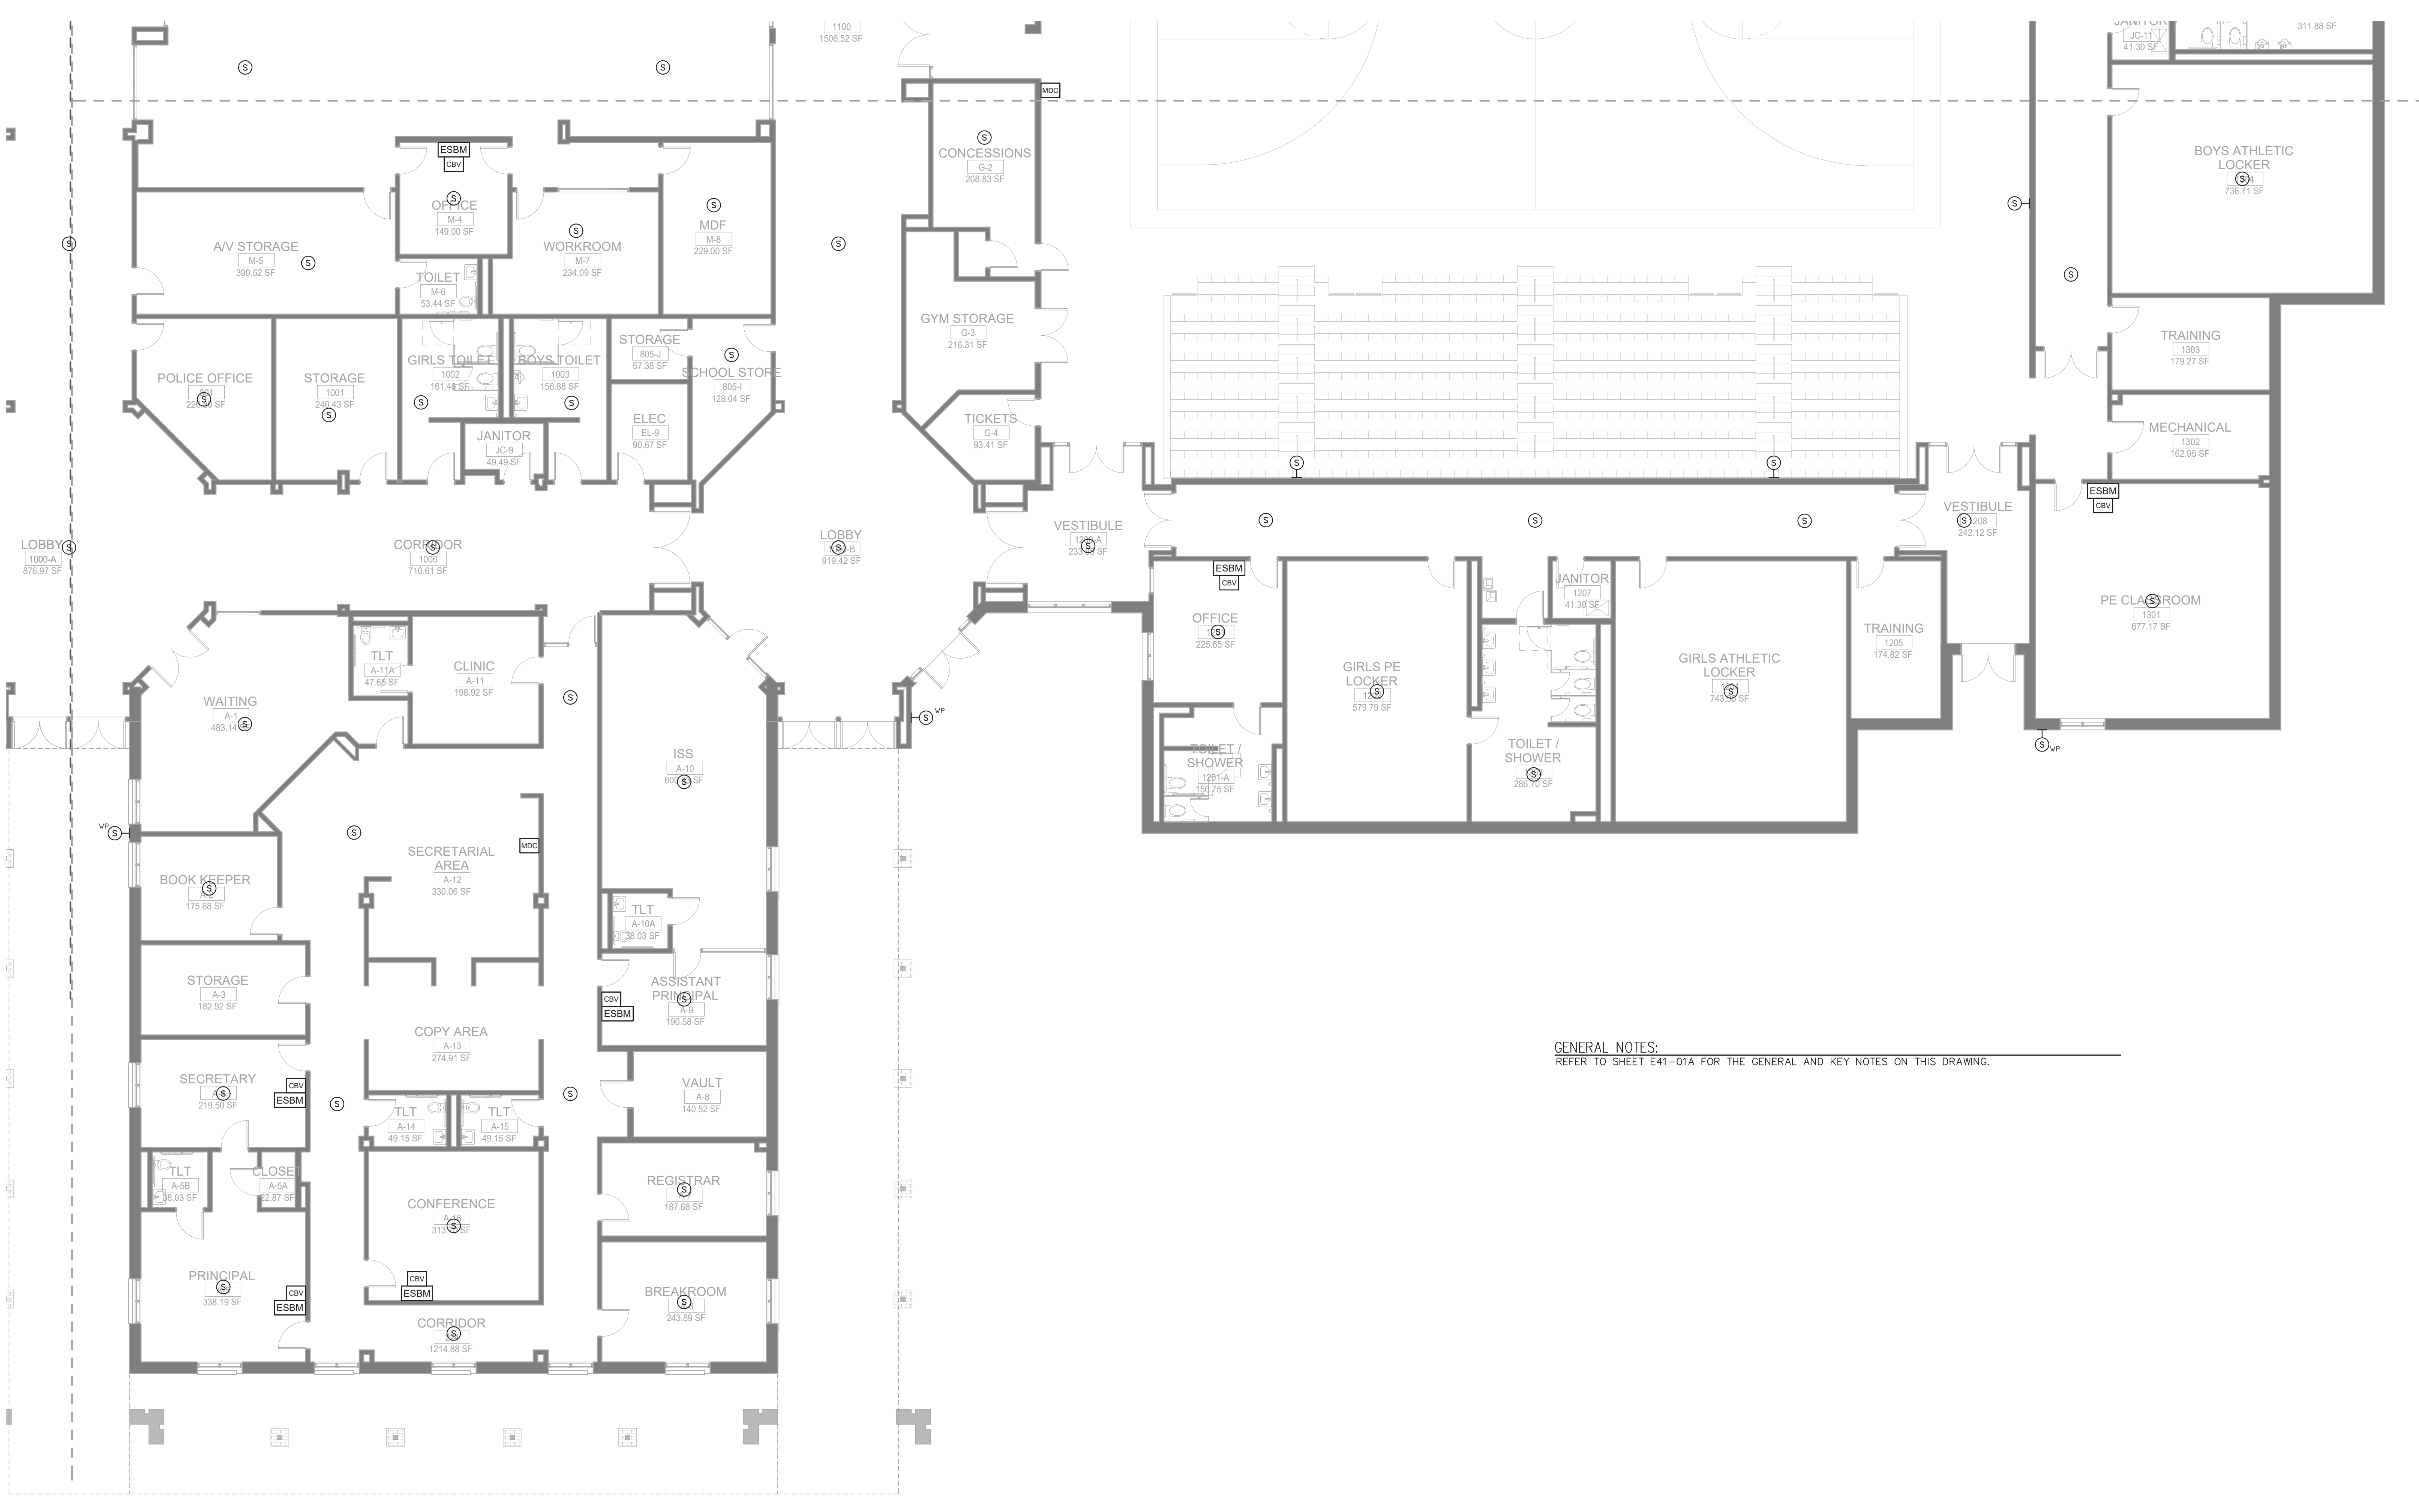 1100
1506.52 SF
JANITOR
JC-11
41.30 SF
311.88 SF
S
S
MDC
S
CONCESSIONS
G-2
208.83 SF
BOYS ATHLETIC
LOCKER
S
736.71 SF
ESBM
CBV
S
OFFICE
M-4
149.00 SF
S
MDF
M-8
229.00 SF
S
WORKROOM
M-7
234.09 SF
A/V STORAGE
M-5
390.52 SF
S
S
S
S
S
TOILET
M-6
53.44 SF
GYM STORAGE
G-3
216.31 SF
TRAINING
1303
179.27 SF
POLICE OFFICE
S
STORAGE
1001
240.43 SF
S
GIRLS TOILET
1002
161.46 SF
S
BOYS TOILET
1003
156.88 SF
S
STORAGE
805-J
57.38 SF
S
SCHOOL STORE
805-I
128.04 SF
ELEC
EL-9
90.67 SF
JANITOR
JC-9
49.49 SF
TICKETS
G-4
93.41 SF
MECHANICAL
1302
162.95 SF
S
S
ESBM
CBV
LOBBY
1000-A
876.97 SF
S
CORRIDOR
S
1000
710.61 SF
LOBBY
S
919.42 SF
VESTIBULE
S
S
S
S
VESTIBULE
S
242.12 SF
ESBM
CBV
OFFICE
S
225.65 SF
JANITOR
1207
41.30 SF
PE CLASSROOM
S
1301
677.17 SF
TLT
A-11A
47.65 SF
CLINIC
A-11
198.92 SF
S
WAITING
A-1
S
S
WP
GIRLS PE
LOCKER
S
579.79 SF
GIRLS ATHLETIC
LOCKER
S
TRAINING
1205
174.82 SF
S
WP
ISS
A-10
S
TOILET /
SHOWER
1201-A
150.75 SF
TOILET /
SHOWER
S
286.70 SF
WP
S
S
SECRETARIAL
AREA
A-12
330.06 SF
MDC
BOOK KEEPER
S
175.68 SF
TLT
A-10A
38.03 SF
STORAGE
A-3
182.92 SF
ASSISTANT
PRINCIPAL
S
A-9
190.58 SF
CBV
ESBM
COPY AREA
A-13
274.91 SF
GENERAL NOTES:
REFER TO SHEET E41-01A FOR THE GENERAL AND KEY NOTES ON THIS DRAWING.
SECRETARY
S
219.50 SF
CBV
ESBM
S
S
TLT
A-14
49.15 SF
TLT
A-15
49.15 SF
VAULT
A-8
140.52 SF
TLT
A-5B
38.03 SF
CLOSET
A-5A
22.87 SF
CONFERENCE
A-16
S
REGISTRAR
S
187.68 SF
PRINCIPAL
S
338.19 SF
CBV
ESBM
CBV
ESBM
BREAKROOM
S
243.89 SF
CORRIDOR
S
1214.88 SF